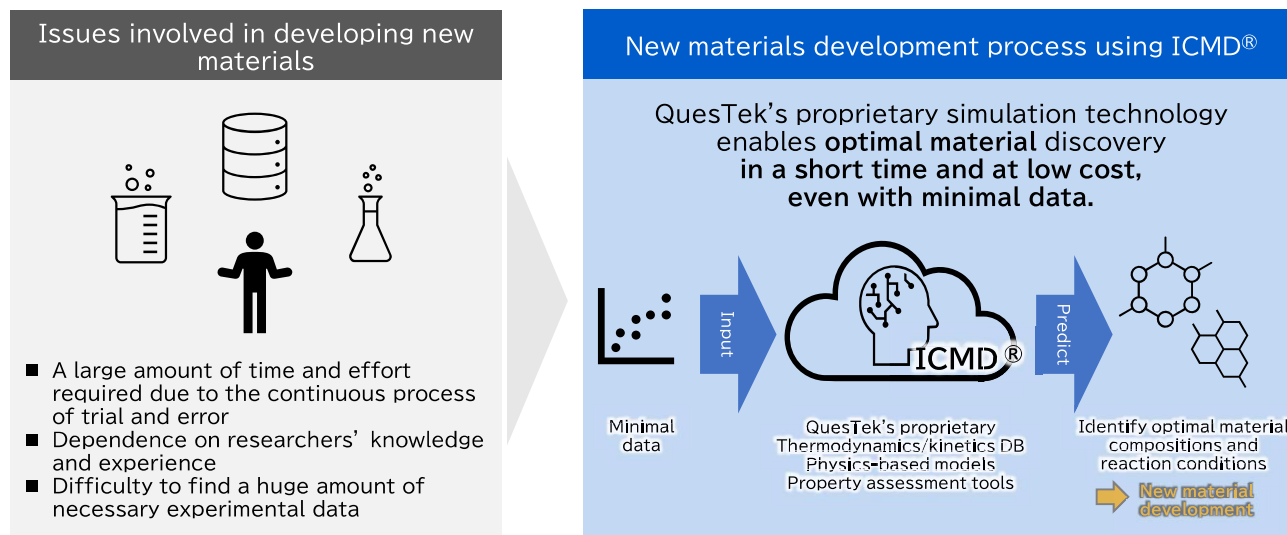 Issues involved in developing new
materials
■ A large amount of time and effort
required due to the continuous process
of trial and error
■ Dependence on researchers' knowledge
and experience
■ Difficulty to find a huge amount of
necessary experimental data
New materials development process using ICMD®
QuesTek's proprietary simulation technology
enables optimal material discovery
in a short time and at low cost,
even with minimal data.
Input
ICMD®
Predict
Minimal
data
QuesTek's proprietary
Thermodynamics/kinetics DB
Physics-based models
Property assessment tools
Identify optimal material
compositions and
reaction conditions
New material
development